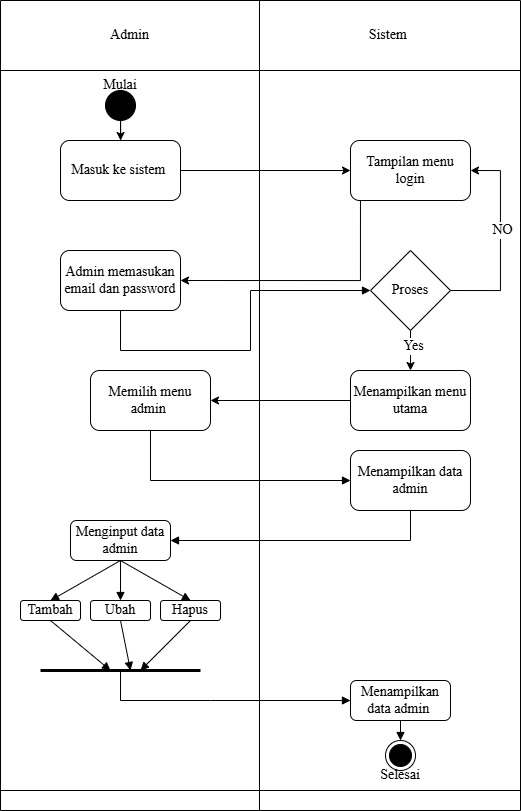 Admin
Sistem
Mulai
Masuk ke sistem
Tampilan menu
login
NO
Admin memasukan
email dan password
Proses
Yes
Memilih menu
admin
Menampilkan menu
utama
Menampilkan data
admin
Menginput data
admin
Tambah
Ubah
Hapus
Menampilkan
data admin
Selesai